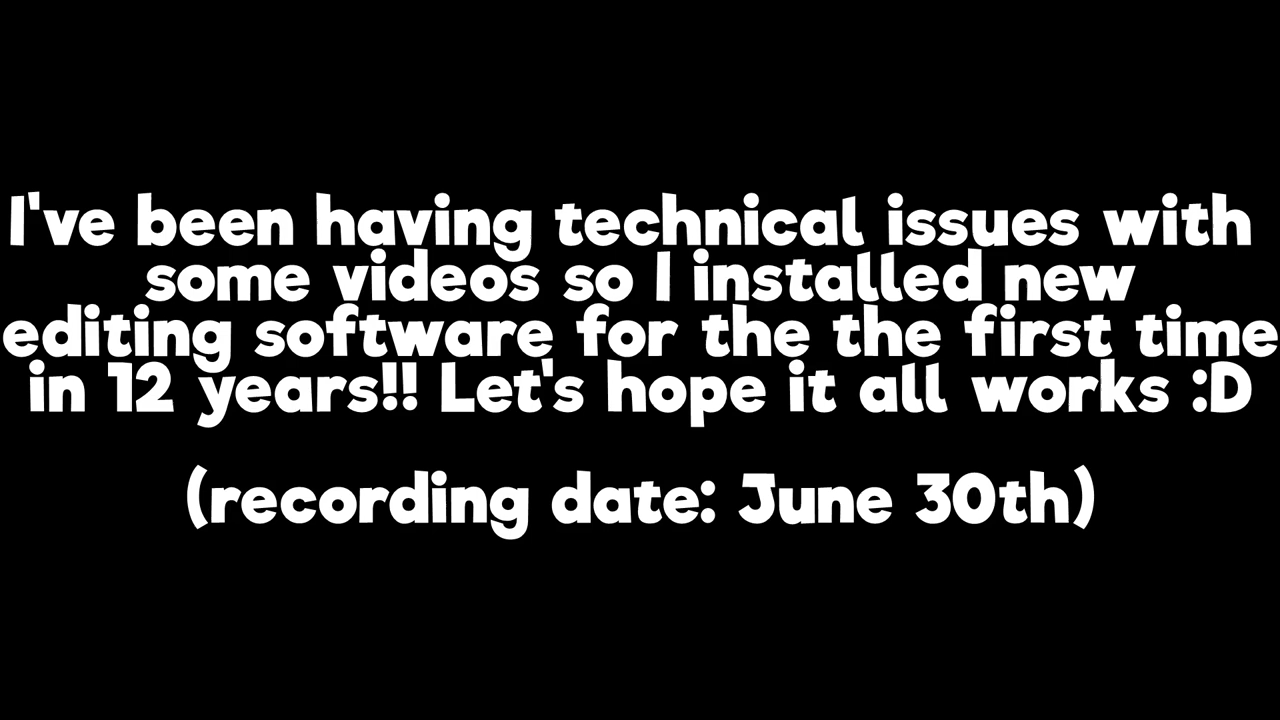 I've been having technical issues with
some videos so I installed new
editing software for the the first time
in 12 years!! Let's hope it all works :D
(recording date: June 30th)